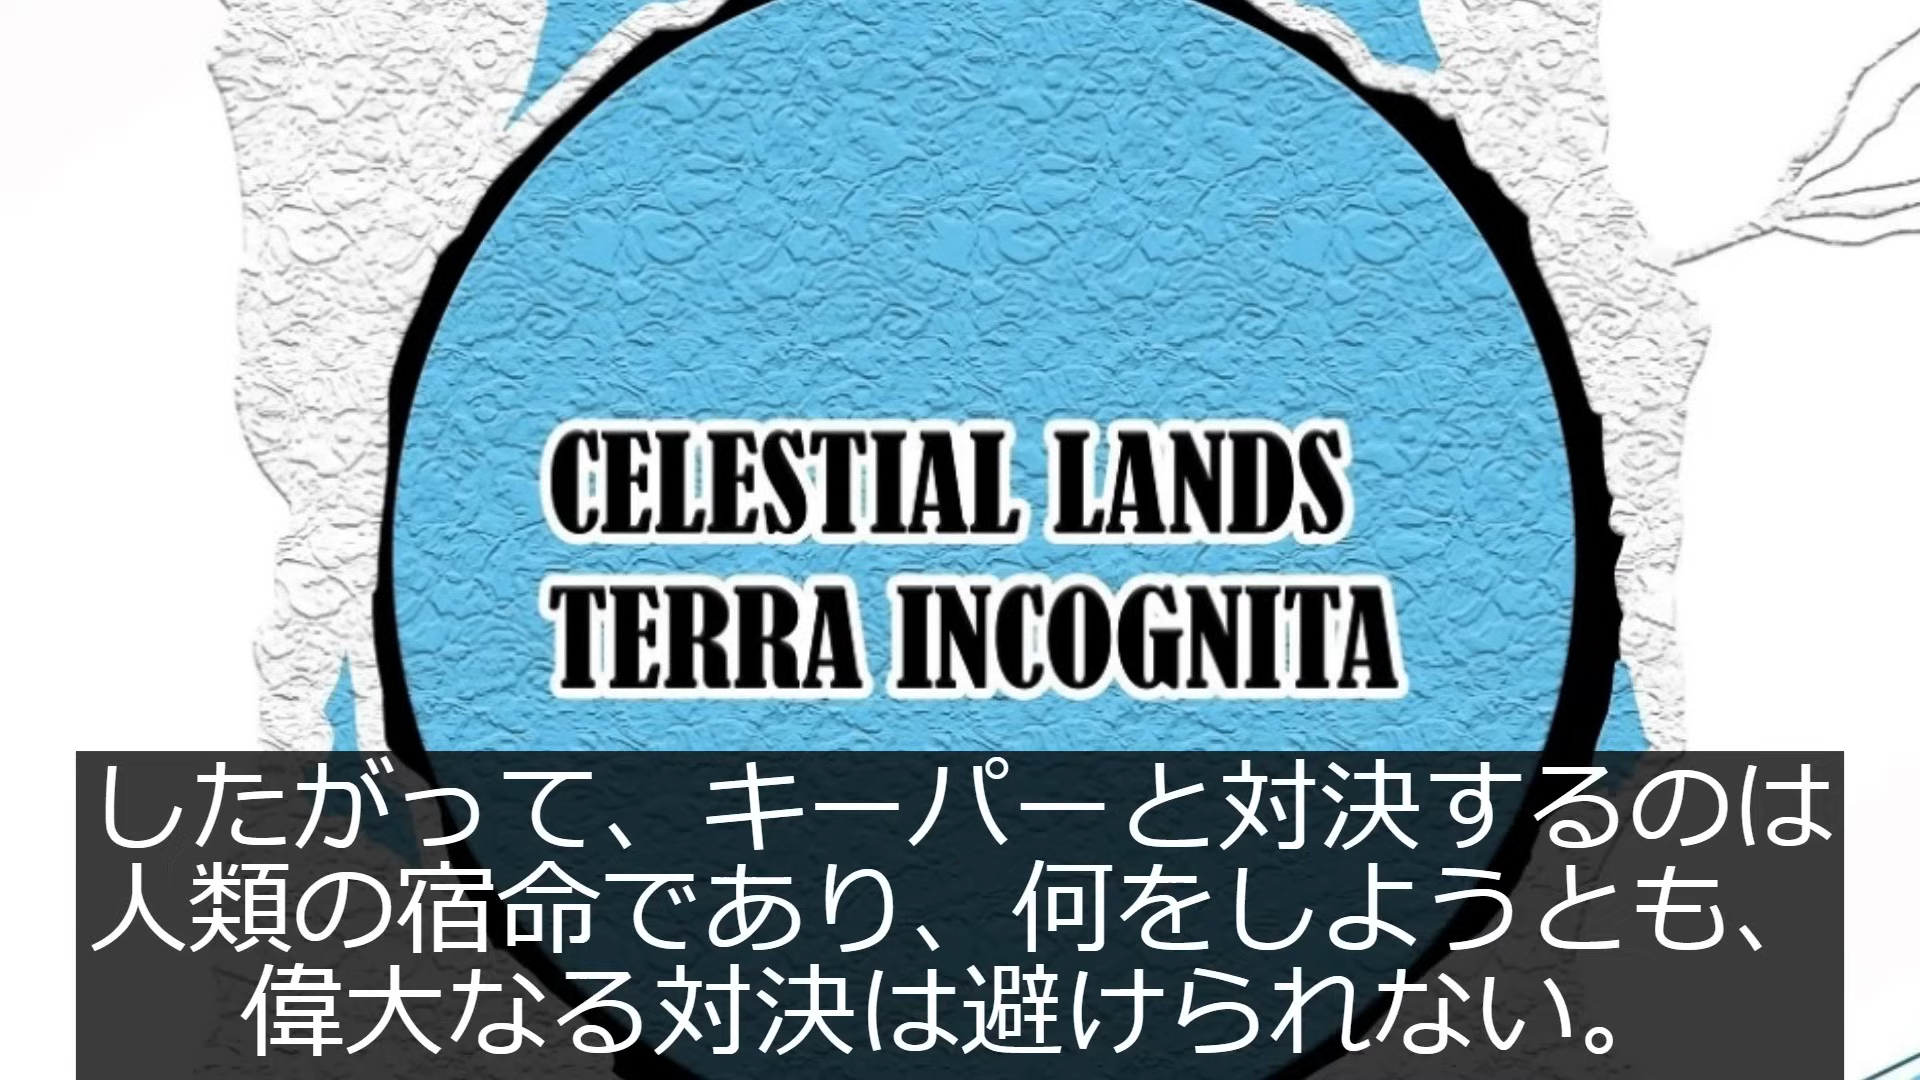 CELESTIAL LANDS
TERRA INCOGNITA
したがって、キーパーと対決するのは
人類の宿命であり、何をしようとも、
偉大なる対決は避けられない。